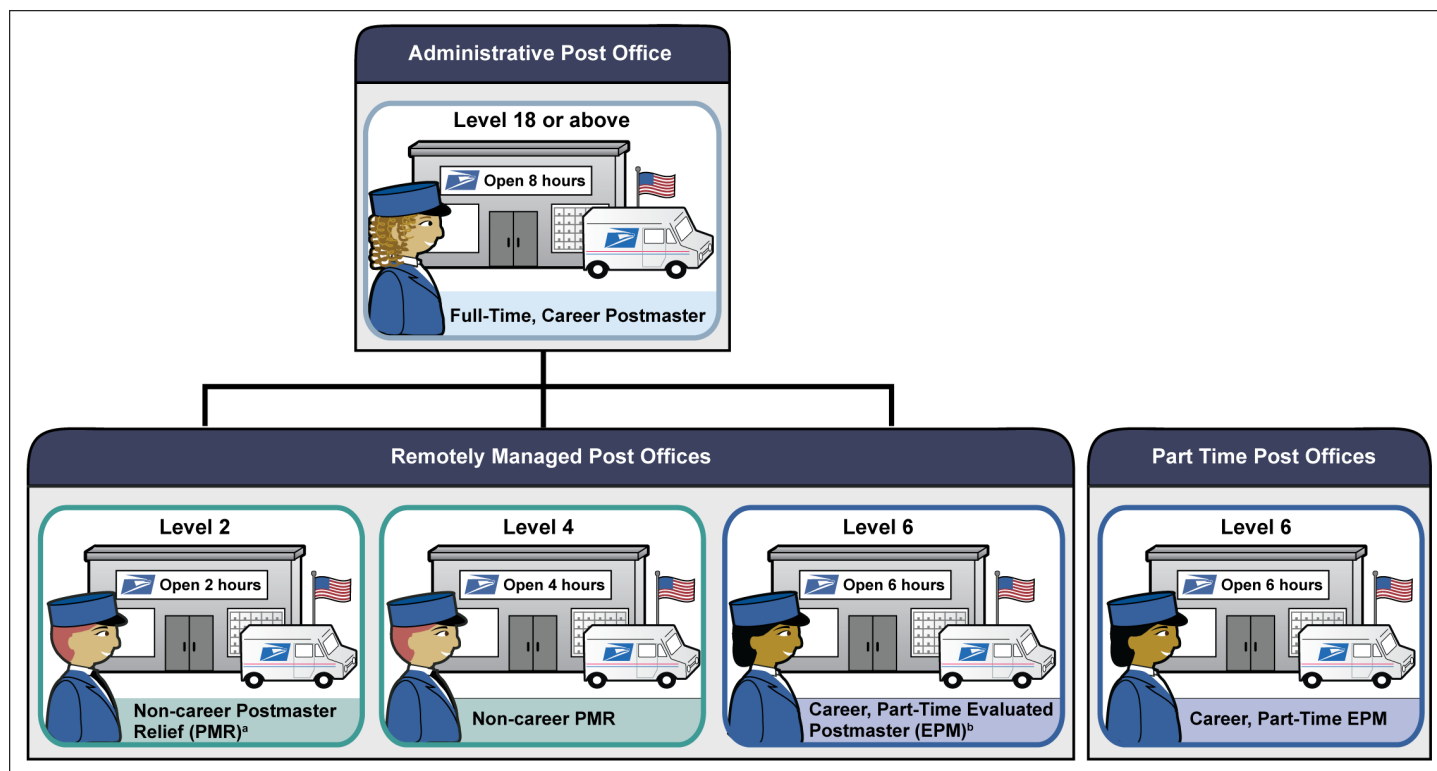 Administrative Post Office
Level 18 or above
Open 8 hours
Full-Time, Career Postmaster
Remotely Managed Post Offices
Level 2
Open 2 hours
Non-career Postmaster
Relief (PMR)a
Level 4
Open 4 hours
Non-career PMR
Level 6
Open 6 hours
Career, Part-Time Evaluated
Postmaster (EPM)b
Part Time Post Offices
Level 6
Open 6 hours
Career, Part-Time EPM